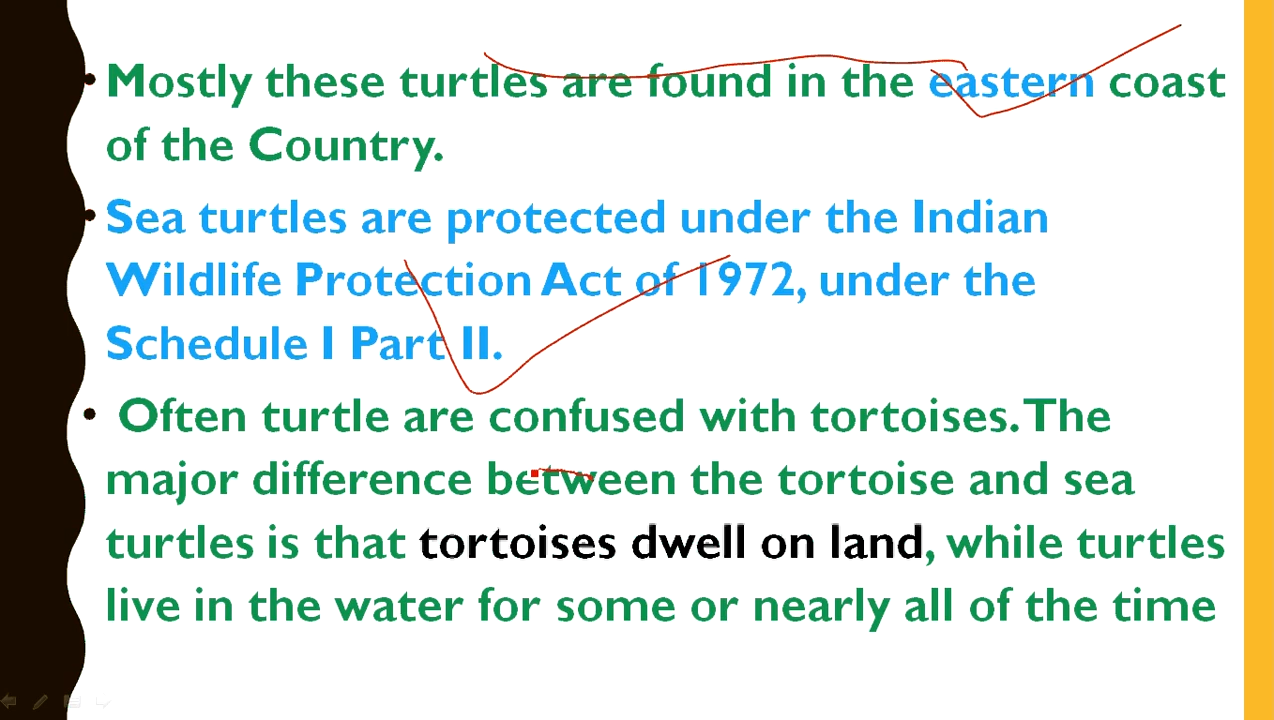 • Mostly these turtles are found in the eastern coast
of the Country.
• Sea turtles are protected under the Indian
Wildlife Protection Act of 1972, under the
Schedule I Part II.
• Often turtle are confused with tortoises. The
major difference between the tortoise and sea
turtles is that tortoises dwell on land, while turtles
live in the water for some or nearly all of the time